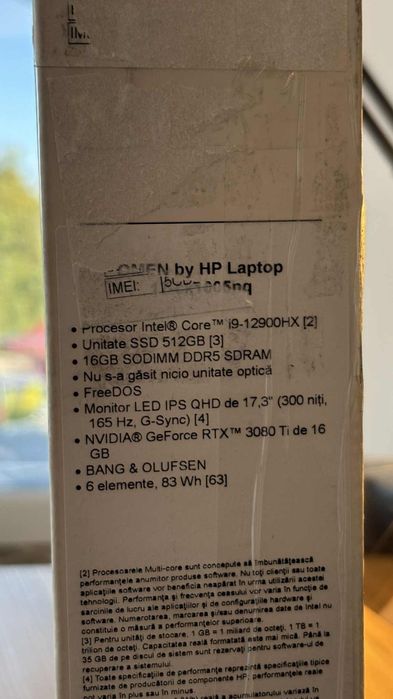 OMEN by HP Laptop
IMEI:
005nq
• Procesor Intel® Core™ i9-12900HX [2]
• Unitate SSD 512GB [3]
• 16GB SODIMM DDR5 SDRAM
• Nu s-a găsit nicio unitate optică
• FreeDOS
• Monitor LED IPS QHD de 17,3" (300 niți,
165 Hz, G-Sync) [4]
• NVIDIA® GeForce RTX™ 3080 Ti de 16
GB
• BANG & OLUFSEN
• 6 elemente, 83 Wh [63]
[2] Procesoarele Multi-core sunt concepute să îmbunătățească
performanțele anumitor produse software. Nu toți clienții sau toate
aplicațiile software vor beneficia neapărat în urma utilizării acestei
tehnologii. Performanța și frecvența ceasului vor varia în funcție de
sarcinile de lucru ale aplicațiilor și de configurațiile hardware și
software. Numerotarea, marcarea și/sau denumirea date de Intel nu
constituie o măsură a performanțelor superioare.
[3] Pentru unități de stocare, 1 GB = 1 miliard de octeți, 1 TB = 1
trilion de octeți. Capacitatea reală formatată este mai mică. Până la
35 GB de pe discul de sistem sunt rezervați pentru software-ul de
recuperare a sistemului.
[4] Toate specificațiile de performanțe reprezintă specificațiile tipice
furnizate de producătorii de componente HP; performanțele reale
pot varia în plus sau în minus.
reală a acumulatorului variază în